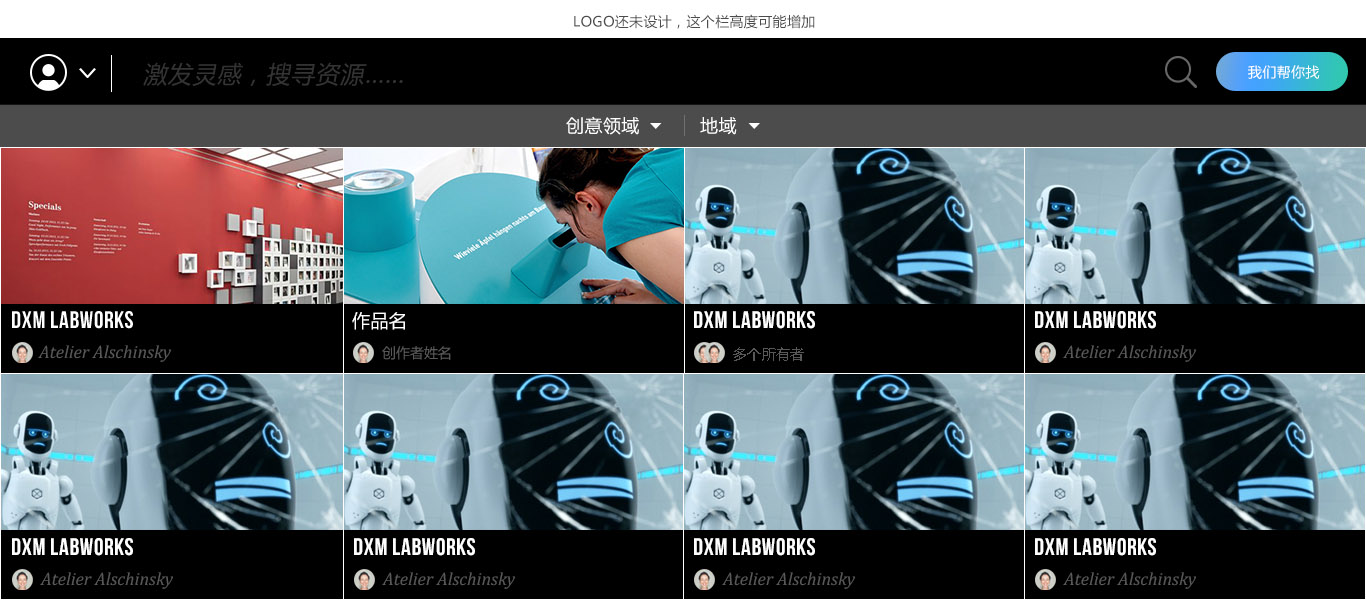 LOGO还未设计，这个栏高度可能增加
激发灵感，搜寻资源......
我们帮你找
创意领域
地域
Specials
Wieviele Äpfel hängen nachts am Baum
DXM LABWORKS
Atelier Alschinsky
作品名
创作者姓名
DXM LABWORKS
多个所有者
DXM LABWORKS
Atelier Alschinsky
DXM LABWORKS
Atelier Alschinsky
DXM LABWORKS
Atelier Alschinsky
DXM LABWORKS
Atelier Alschinsky
DXM LABWORKS
Atelier Alschinsky